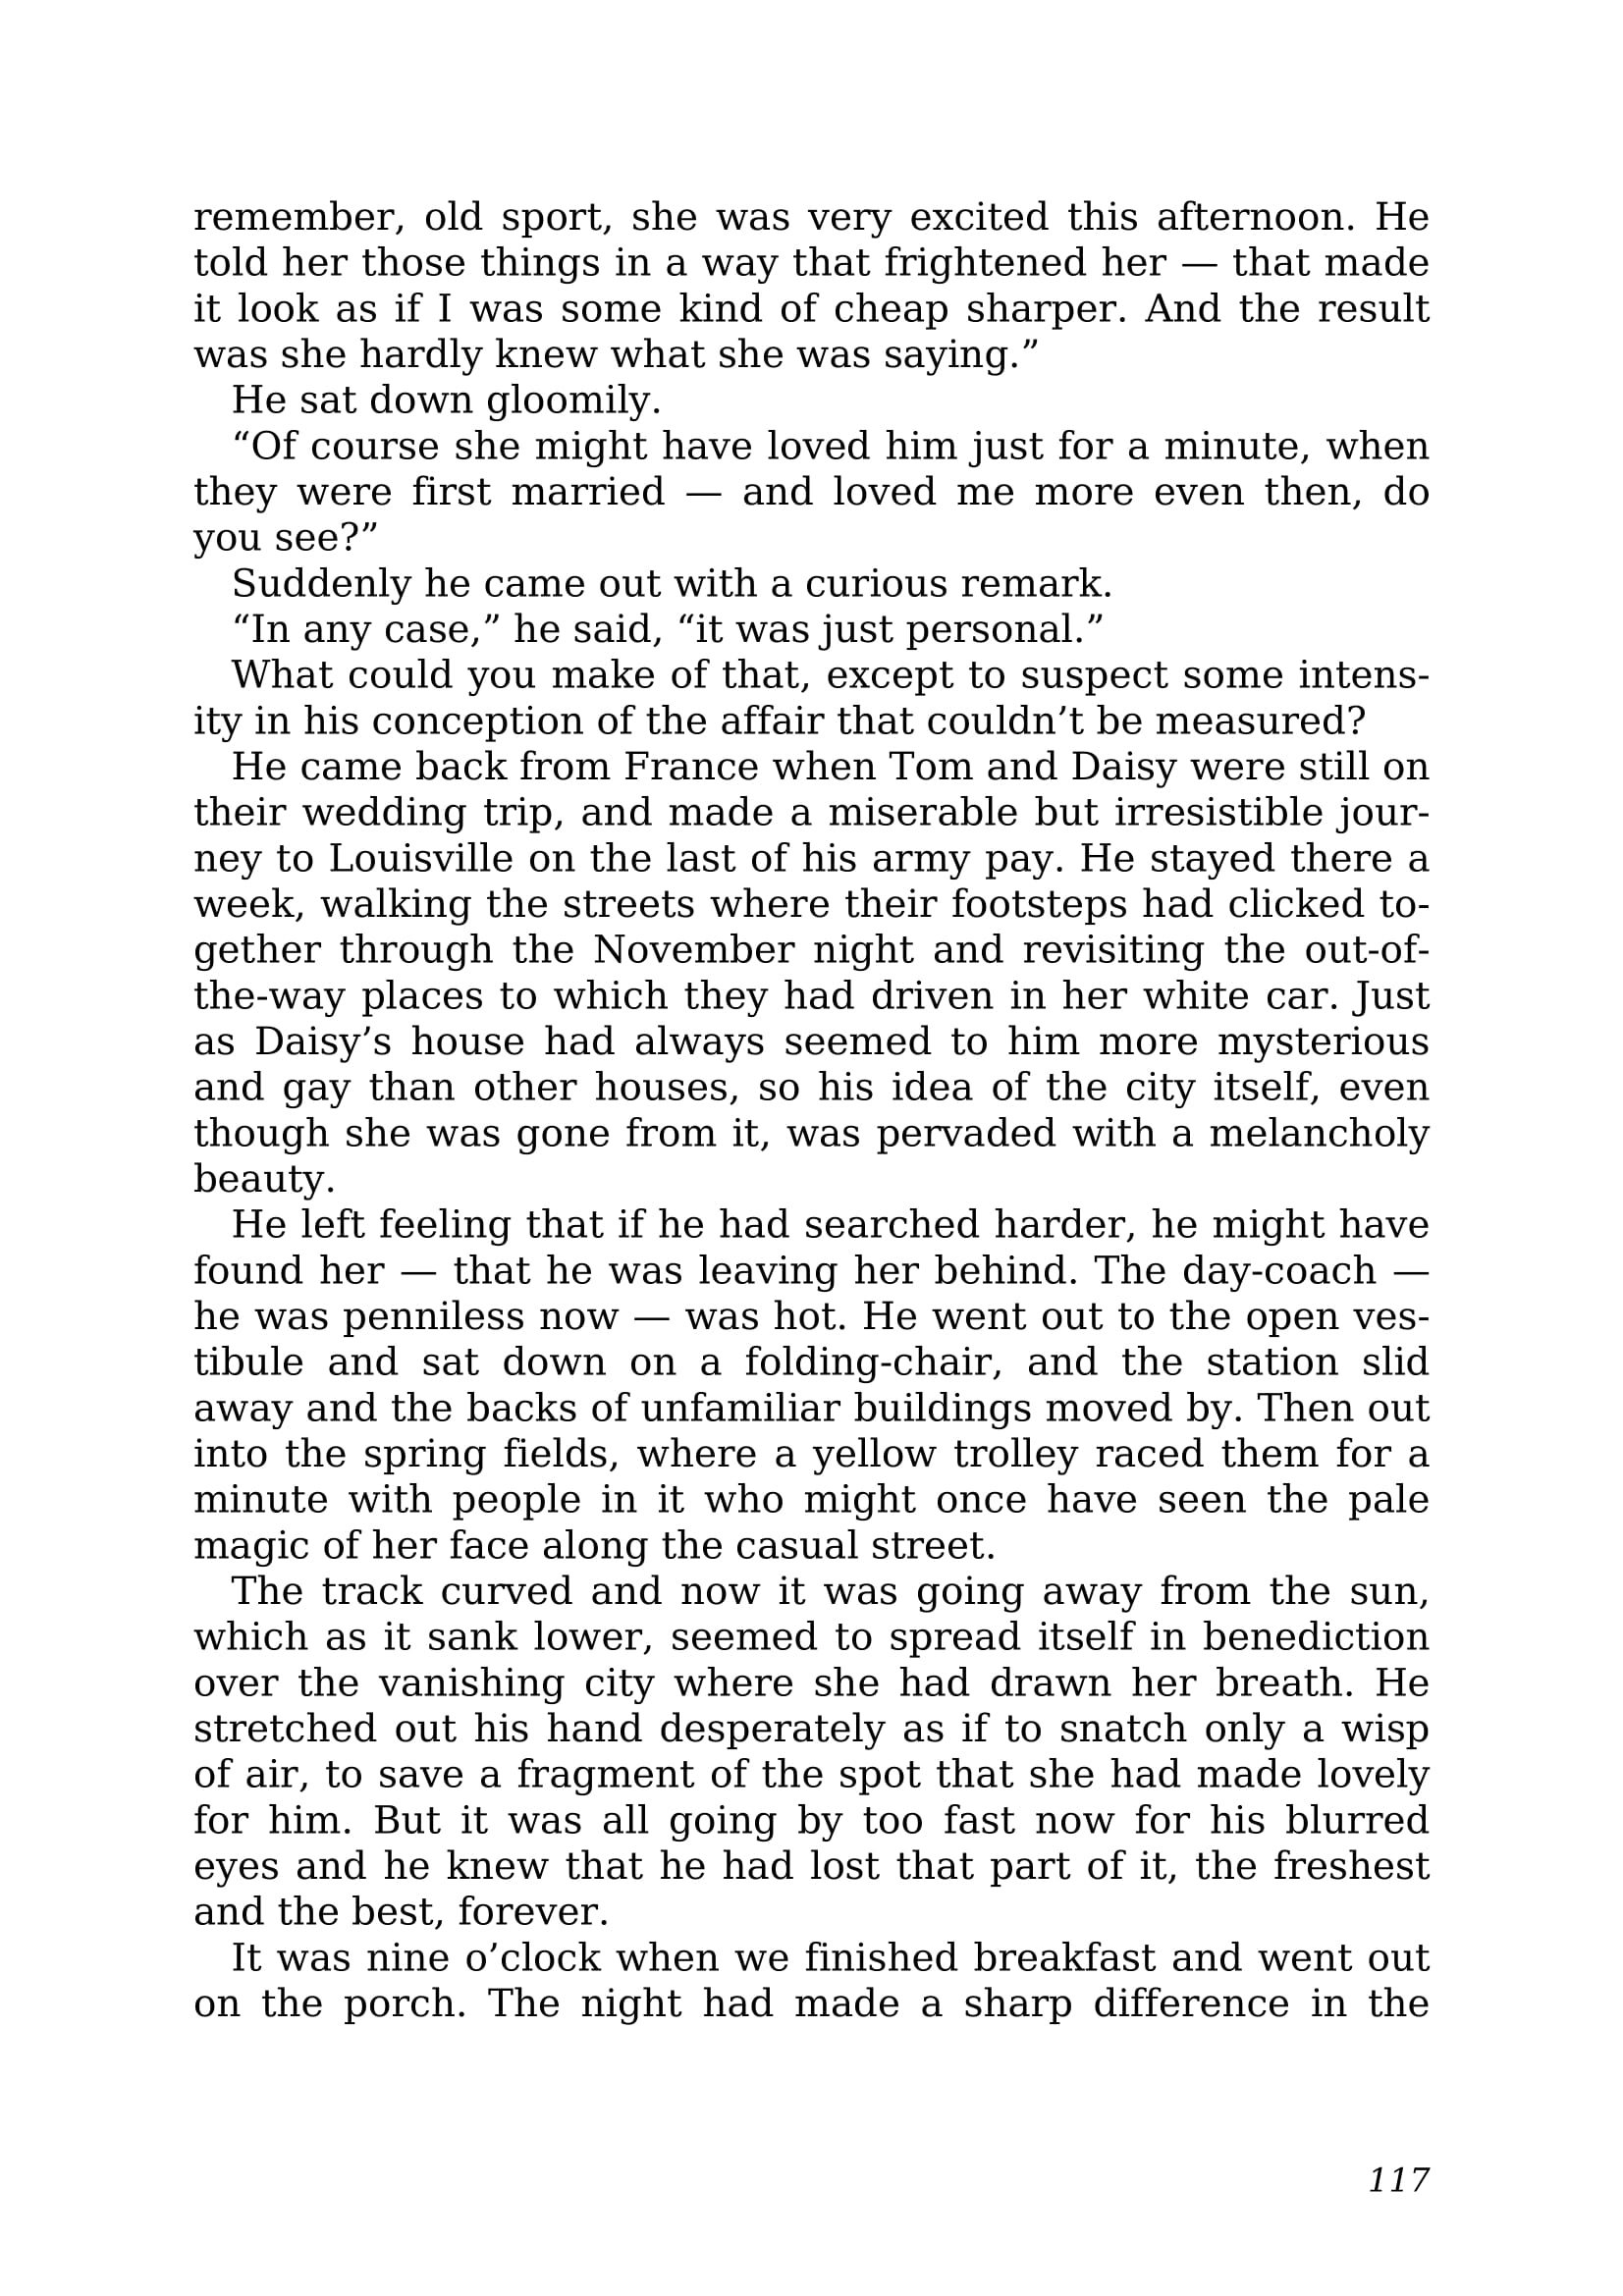 remember, old sport, she was very excited this afternoon. He
told her those things in a way that frightened her — that made
it look as if I was some kind of cheap sharper. And the result
was she hardly knew what she was saying.”
He sat down gloomily.
“Of course she might have loved him just for a minute, when
they were first married — and loved me more even then, do
you see?”
Suddenly he came out with a curious remark.
“In any case,” he said, “it was just personal.”
What could you make of that, except to suspect some intens-
ity in his conception of the affair that couldn’t be measured?
He came back from France when Tom and Daisy were still on
their wedding trip, and made a miserable but irresistible jour-
ney to Louisville on the last of his army pay. He stayed there a
week, walking the streets where their footsteps had clicked to-
gether through the November night and revisiting the out-of-
the-way places to which they had driven in her white car. Just
as Daisy’s house had always seemed to him more mysterious
and gay than other houses, so his idea of the city itself, even
though she was gone from it, was pervaded with a melancholy
beauty.
He left feeling that if he had searched harder, he might have
found her — that he was leaving her behind. The day-coach —
he was penniless now — was hot. He went out to the open ves-
tibule and sat down on a folding-chair, and the station slid
away and the backs of unfamiliar buildings moved by. Then out
into the spring fields, where a yellow trolley raced them for a
minute with people in it who might once have seen the pale
magic of her face along the casual street.
The track curved and now it was going away from the sun,
which as it sank lower, seemed to spread itself in benediction
over the vanishing city where she had drawn her breath. He
stretched out his hand desperately as if to snatch only a wisp
of air, to save a fragment of the spot that she had made lovely
for him. But it was all going by too fast now for his blurred
eyes and he knew that he had lost that part of it, the freshest
and the best, forever.
It was nine o’clock when we finished breakfast and went out
on the porch. The night had made a sharp difference in the
117